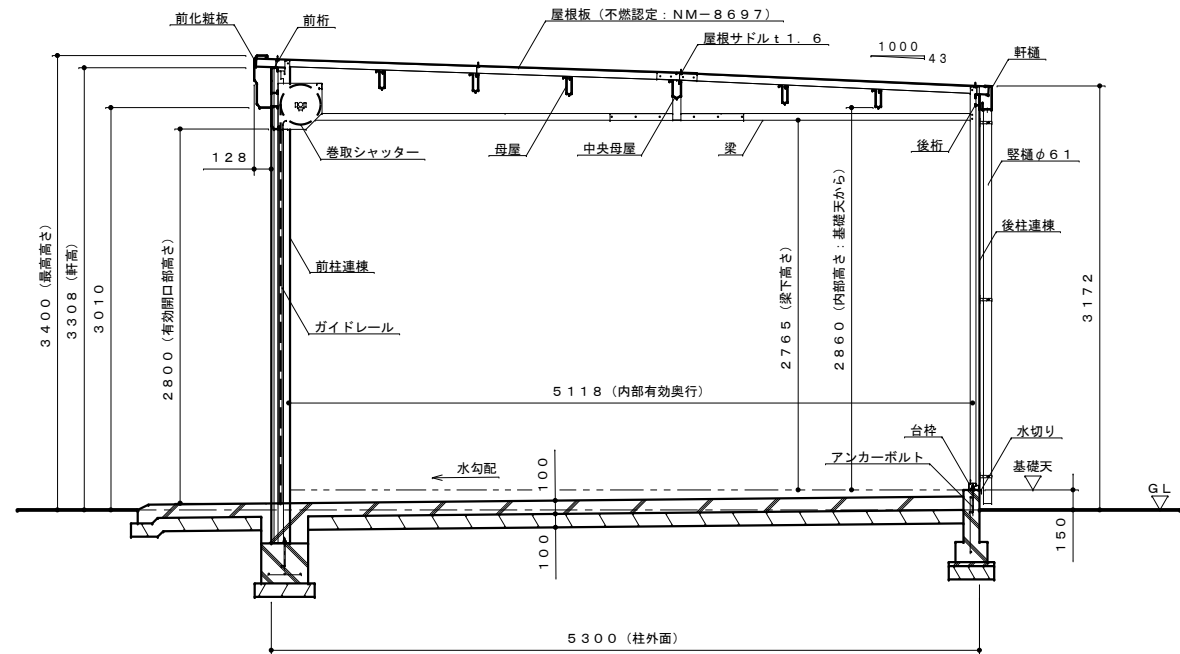 屋根板（不燃認定：ＮＭ－８６９７）
前化粧板
前桁
屋根サドルｔ１．６
１０００
４３
軒樋
巻取シャッター
母屋
中央母屋
梁
後桁
竪樋φ６１
１２８
３４００（最高高さ）
３３０８（軒高）
３０１０
２８００（有効開口部高さ）
前柱連棟
ガイドレール
２７６５（梁下高さ）
２８６０（内部高さ：基礎天から）
後柱連棟
３１７２
５１１８（内部有効奥行）
台枠
水切り
アンカーボルト
基礎天
水勾配
１００
１００
ＧＬ
１５０
５３００（柱外面）